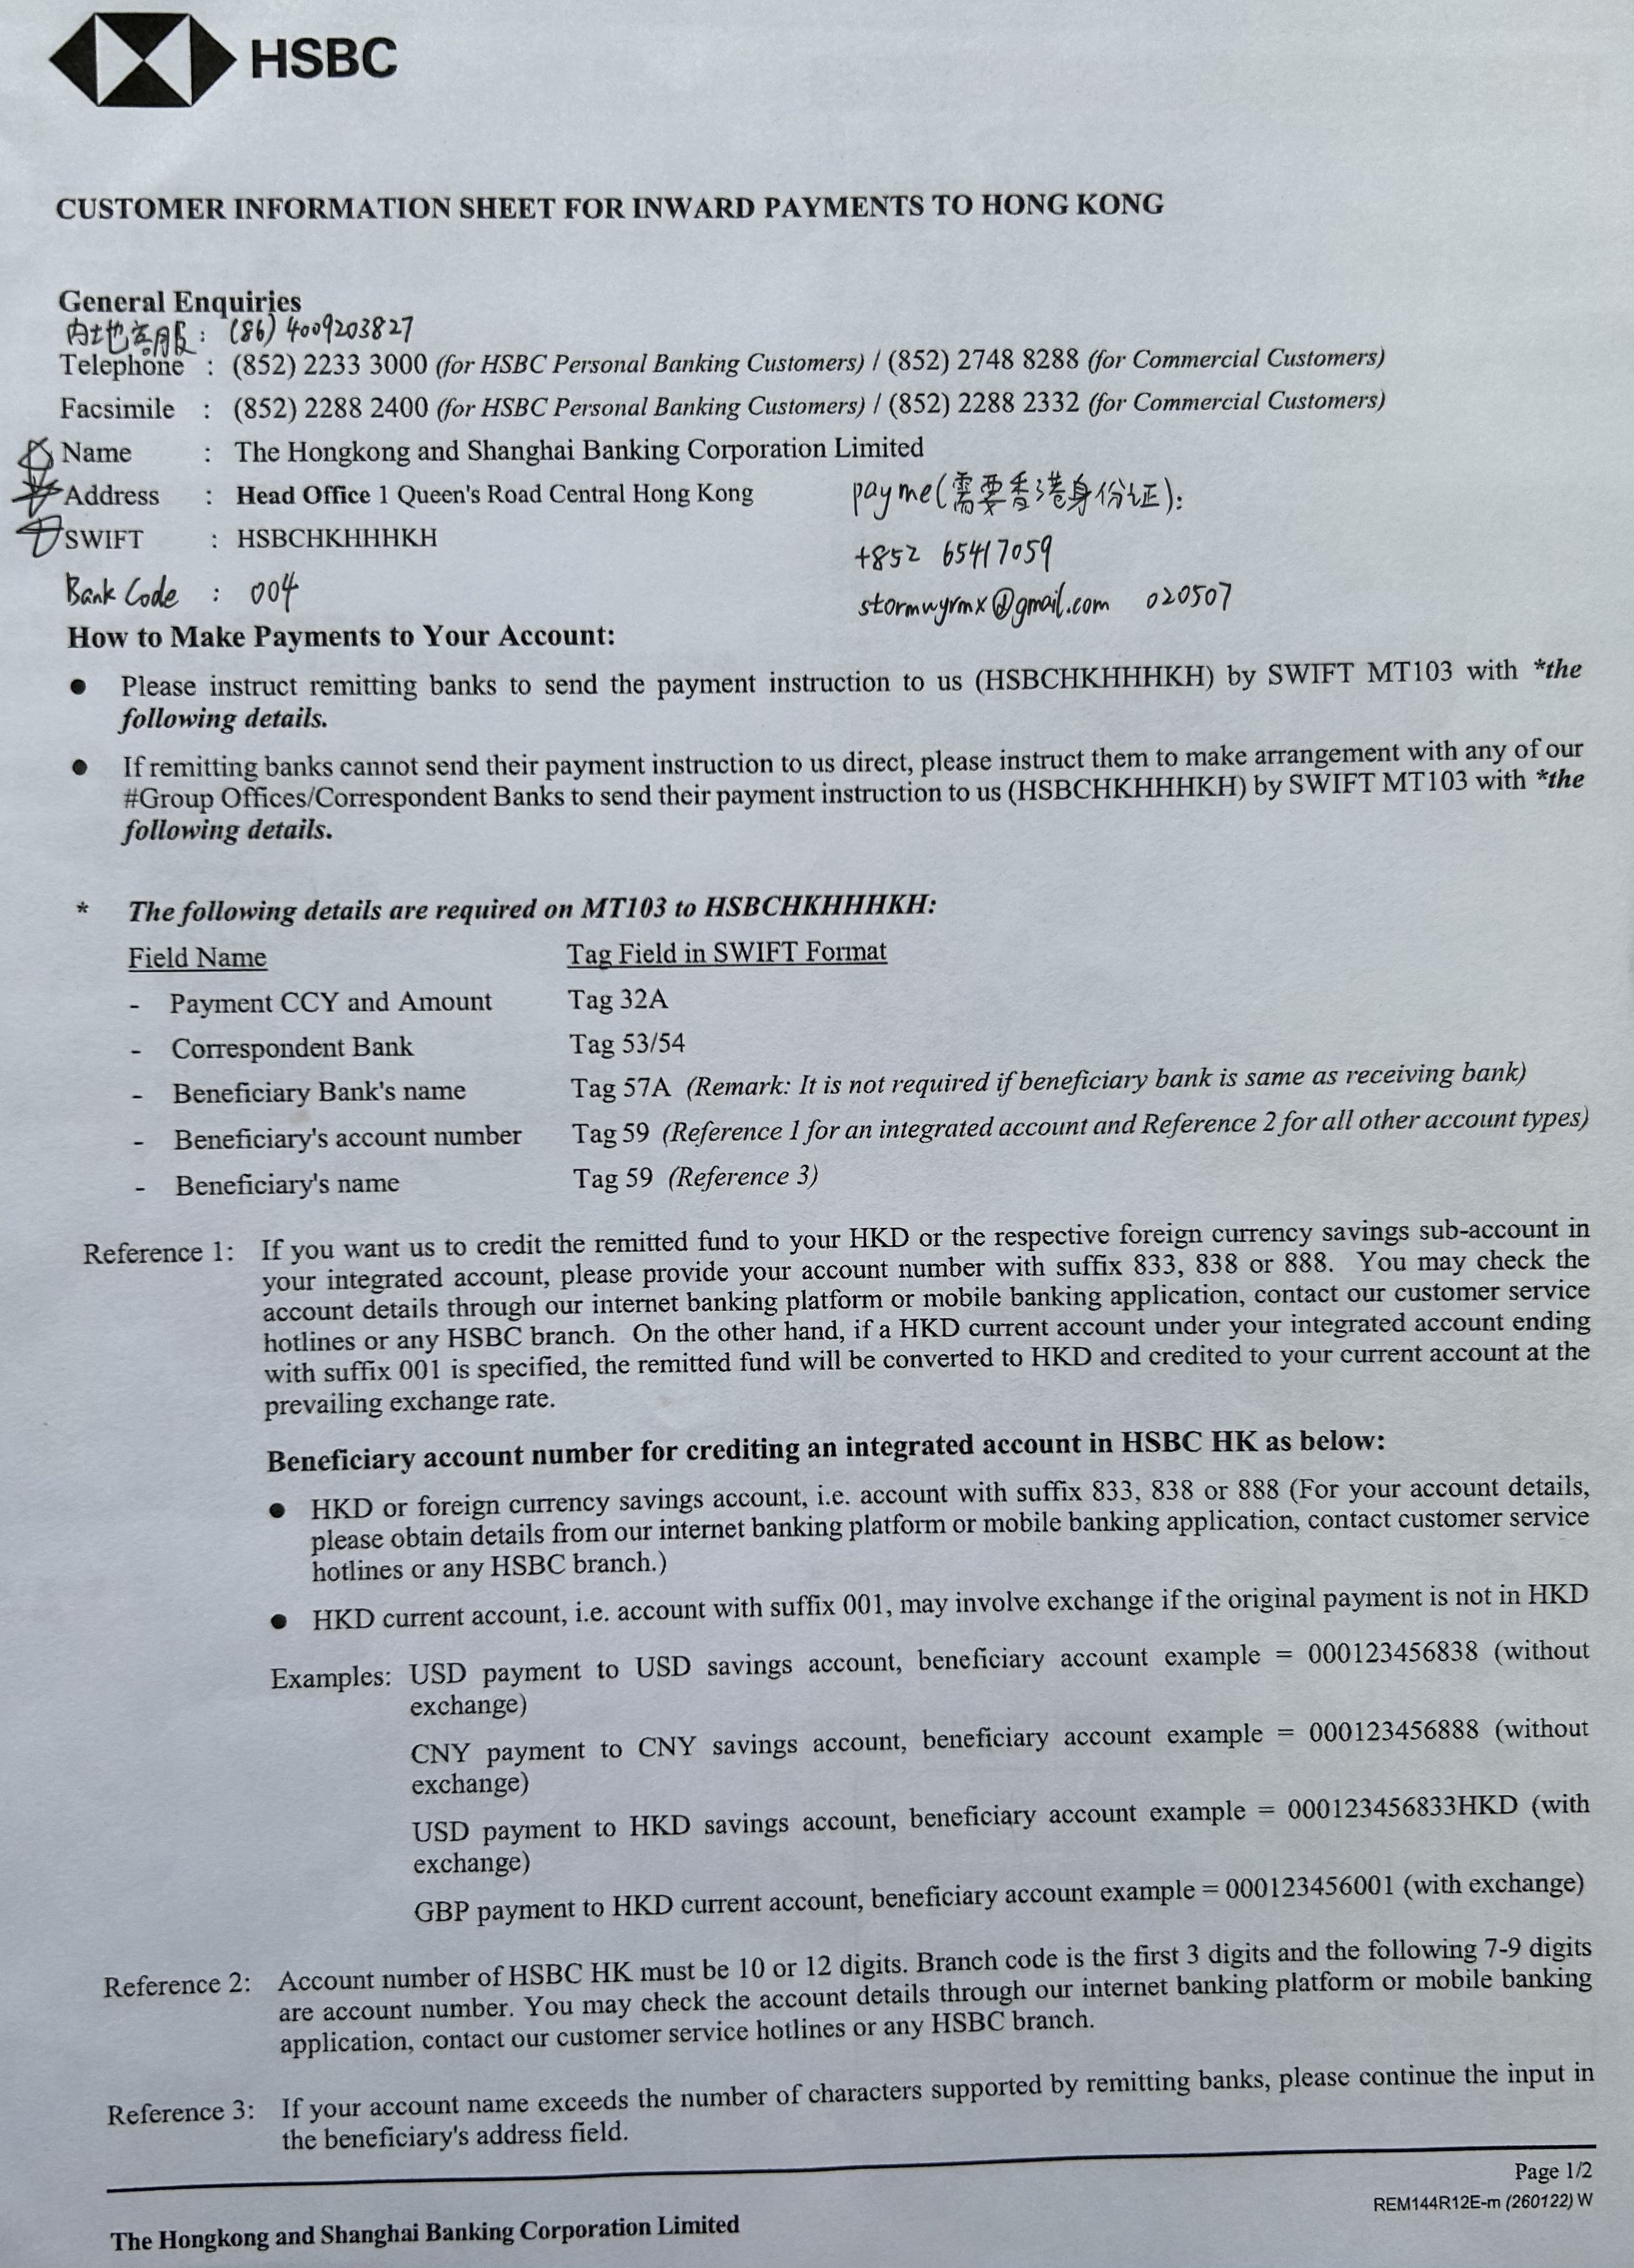 HSBC
CUSTOMER INFORMATION SHEET FOR INWARD PAYMENTS TO HONG KONG
General Enquiries
内地客服 : (86) 4009203827
Telephone : (852) 2233 3000 (for HSBC Personal Banking Customers) / (852) 2748 8288 (for Commercial Customers)
Facsimile : (852) 2288 2400 (for HSBC Personal Banking Customers) / (852) 2288 2332 (for Commercial Customers)
Name : The Hongkong and Shanghai Banking Corporation Limited
Address : Head Office 1 Queen's Road Central Hong Kong
payme(需要香港身份证):
SWIFT : HSBCHKHHHKH
+852 65417059
Bank Code : 004
stormwyrmx@gmail.com 020507
How to Make Payments to Your Account:
● Please instruct remitting banks to send the payment instruction to us (HSBCHKHHHKH) by SWIFT MT103 with *the
following details.
● If remitting banks cannot send their payment instruction to us direct, please instruct them to make arrangement with any of our
#Group Offices/Correspondent Banks to send their payment instruction to us (HSBCHKHHHKH) by SWIFT MT103 with *the
following details.
* The following details are required on MT103 to HSBCHKHHHKH:
Field Name Tag Field in SWIFT Format
- Payment CCY and Amount Tag 32A
- Correspondent Bank Tag 53/54
- Beneficiary Bank's name Tag 57A (Remark: It is not required if beneficiary bank is same as receiving bank)
- Beneficiary's account number Tag 59 (Reference 1 for an integrated account and Reference 2 for all other account types)
- Beneficiary's name Tag 59 (Reference 3)
Reference 1: If you want us to credit the remitted fund to your HKD or the respective foreign currency savings sub-account in
your integrated account, please provide your account number with suffix 833, 838 or 888. You may check the
account details through our internet banking platform or mobile banking application, contact our customer service
hotlines or any HSBC branch. On the other hand, if a HKD current account under your integrated account ending
with suffix 001 is specified, the remitted fund will be converted to HKD and credited to your current account at the
prevailing exchange rate.
Beneficiary account number for crediting an integrated account in HSBC HK as below:
● HKD or foreign currency savings account, i.e. account with suffix 833, 838 or 888 (For your account details,
please obtain details from our internet banking platform or mobile banking application, contact customer service
hotlines or any HSBC branch.)
● HKD current account, i.e. account with suffix 001, may involve exchange if the original payment is not in HKD
Examples: USD payment to USD savings account, beneficiary account example = 000123456838 (without
exchange)
CNY payment to CNY savings account, beneficiary account example = 000123456888 (without
exchange)
USD payment to HKD savings account, beneficiary account example = 000123456833HKD (with
exchange)
GBP payment to HKD current account, beneficiary account example = 000123456001 (with exchange)
Reference 2: Account number of HSBC HK must be 10 or 12 digits. Branch code is the first 3 digits and the following 7-9 digits
are account number. You may check the account details through our internet banking platform or mobile banking
application, contact our customer service hotlines or any HSBC branch.
Reference 3: If your account name exceeds the number of characters supported by remitting banks, please continue the input in
the beneficiary's address field.
Page 1/2
REM144R12E-m (260122) W
The Hongkong and Shanghai Banking Corporation Limited